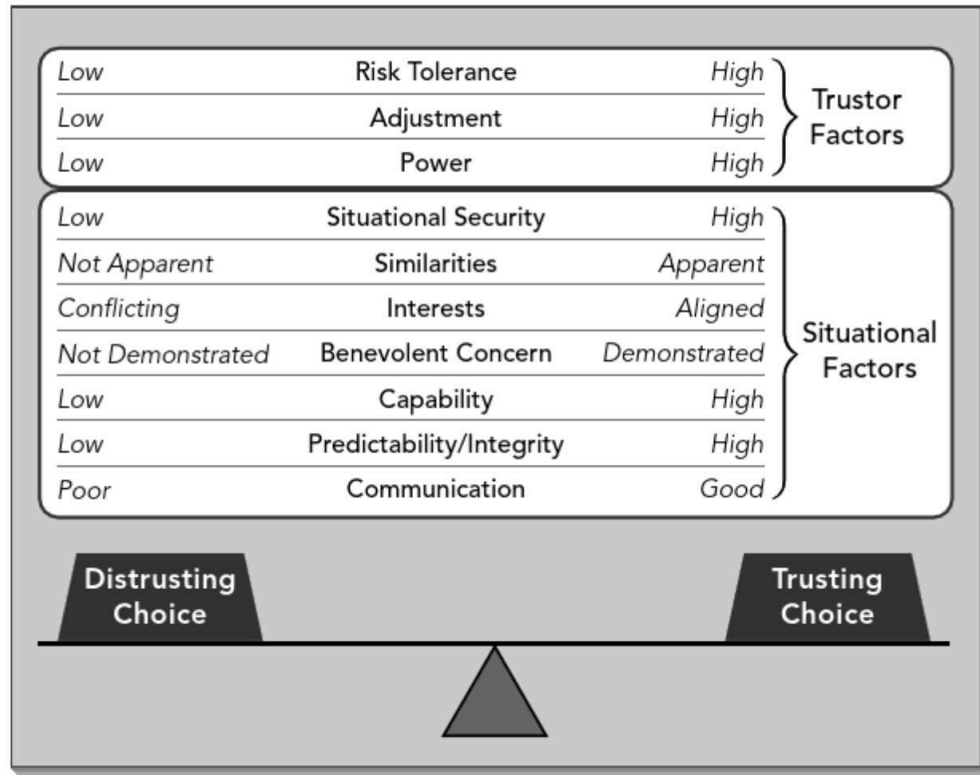 Low Risk Tolerance High
Low Adjustment High
Low Power High
Trustor
Factors
Low Situational Security High
Not Apparent Similarities Apparent
Conflicting Interests Aligned
Not Demonstrated Benevolent Concern Demonstrated
Low Capability High
Low Predictability/Integrity High
Poor Communication Good
Situational
Factors
Distrusting
Choice
Trusting
Choice